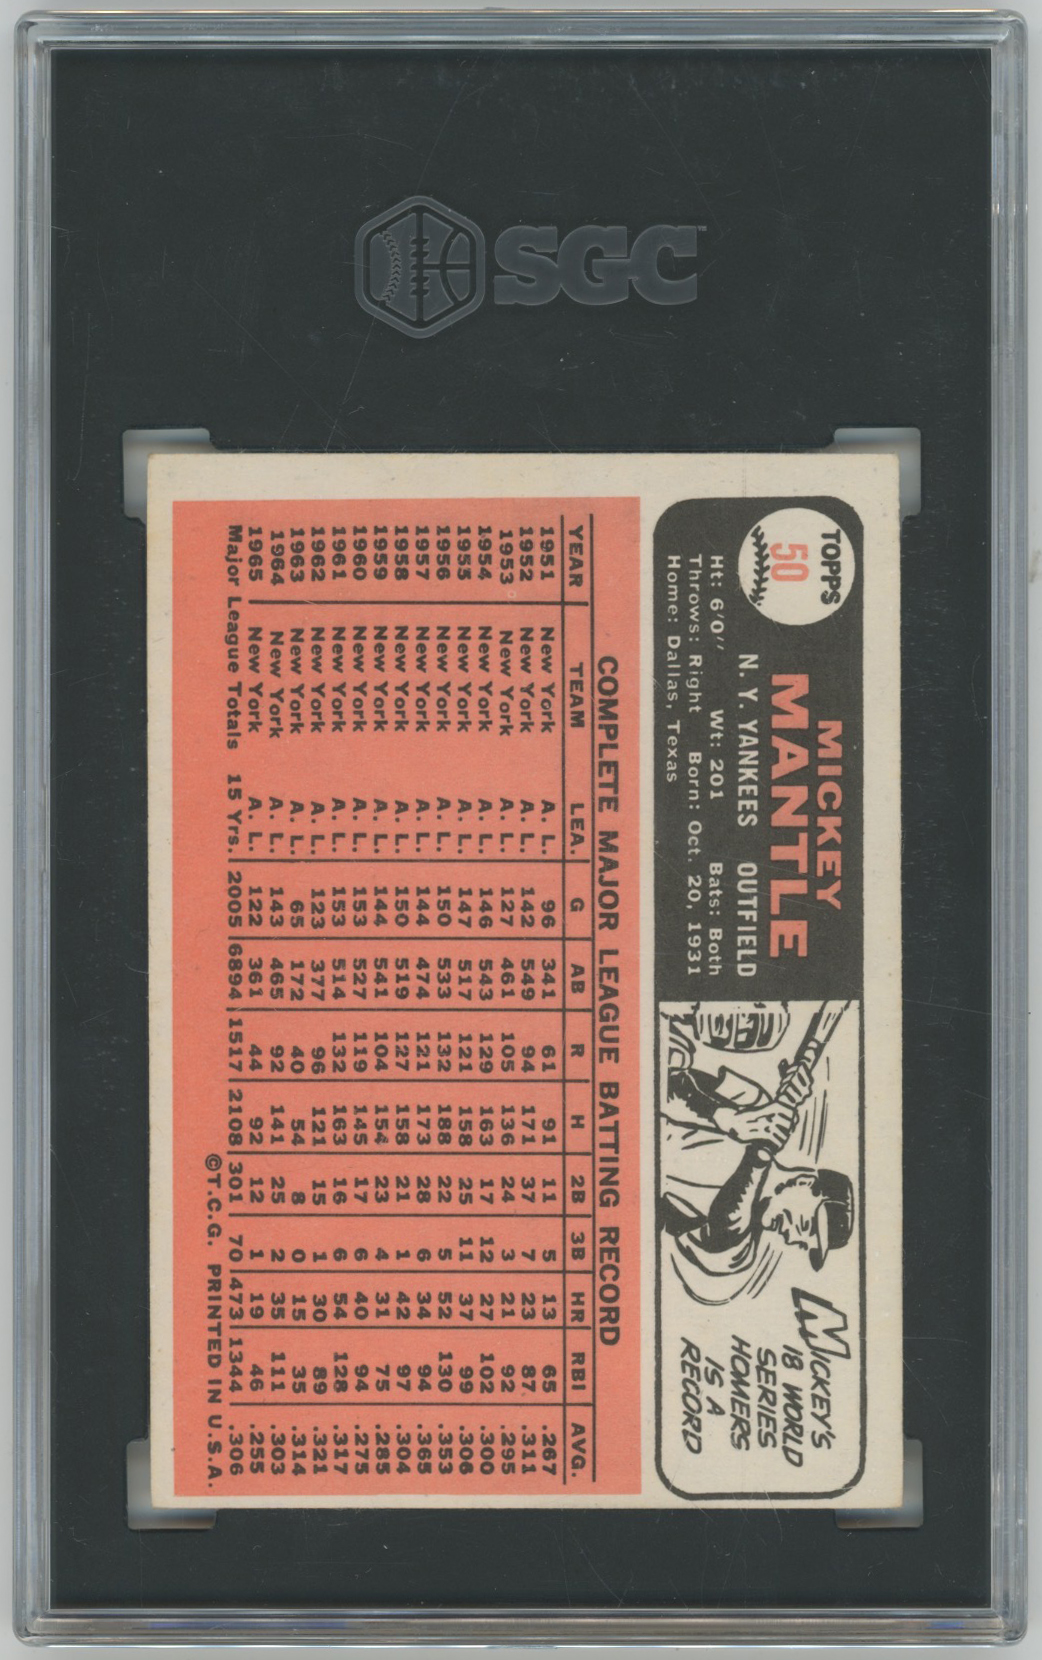 SGC
TOPPS
50
MICKEY
MANTLE
N. Y. YANKEES OUTFIELD
Ht: 6'0'' Wt: 201 Bats: Both
Throws: Right Born: Oct. 20, 1931
Home: Dallas, Texas
MICKEY'S
18 WORLD
SERIES
HOMERS
IS A
RECORD
COMPLETE MAJOR LEAGUE BATTING RECORD
YEAR TEAM LEA. G AB R H 2B 3B HR RBI AVG.
1951 New York A. L. 96 341 61 91 11 5 13 65 .267
1952 New York A. L. 142 549 94 171 37 7 23 87 .311
1953 New York A. L. 127 461 105 136 24 3 21 92 .295
1954 New York A. L. 146 543 129 163 17 12 27 102 .300
1955 New York A. L. 147 517 121 158 25 11 37 99 .306
1956 New York A. L. 150 533 132 188 22 5 52 130 .353
1957 New York A. L. 144 474 121 173 28 6 34 94 .365
1958 New York A. L. 150 519 127 158 21 1 42 97 .304
1959 New York A. L. 144 541 104 154 23 4 31 75 .285
1960 New York A. L. 153 527 119 145 17 6 40 94 .275
1961 New York A. L. 153 514 132 163 16 6 54 128 .317
1962 New York A. L. 123 377 96 121 15 1 30 89 .321
1963 New York A. L. 65 172 40 54 8 0 15 35 .314
1964 New York A. L. 143 465 92 141 25 2 35 111 .303
1965 New York A. L. 122 361 44 92 12 1 19 46 .255
Major League Totals 15 Yrs. 2005 6894 1517 2108 301 70 473 1344 .306
©T.C.G. PRINTED IN U.S.A.